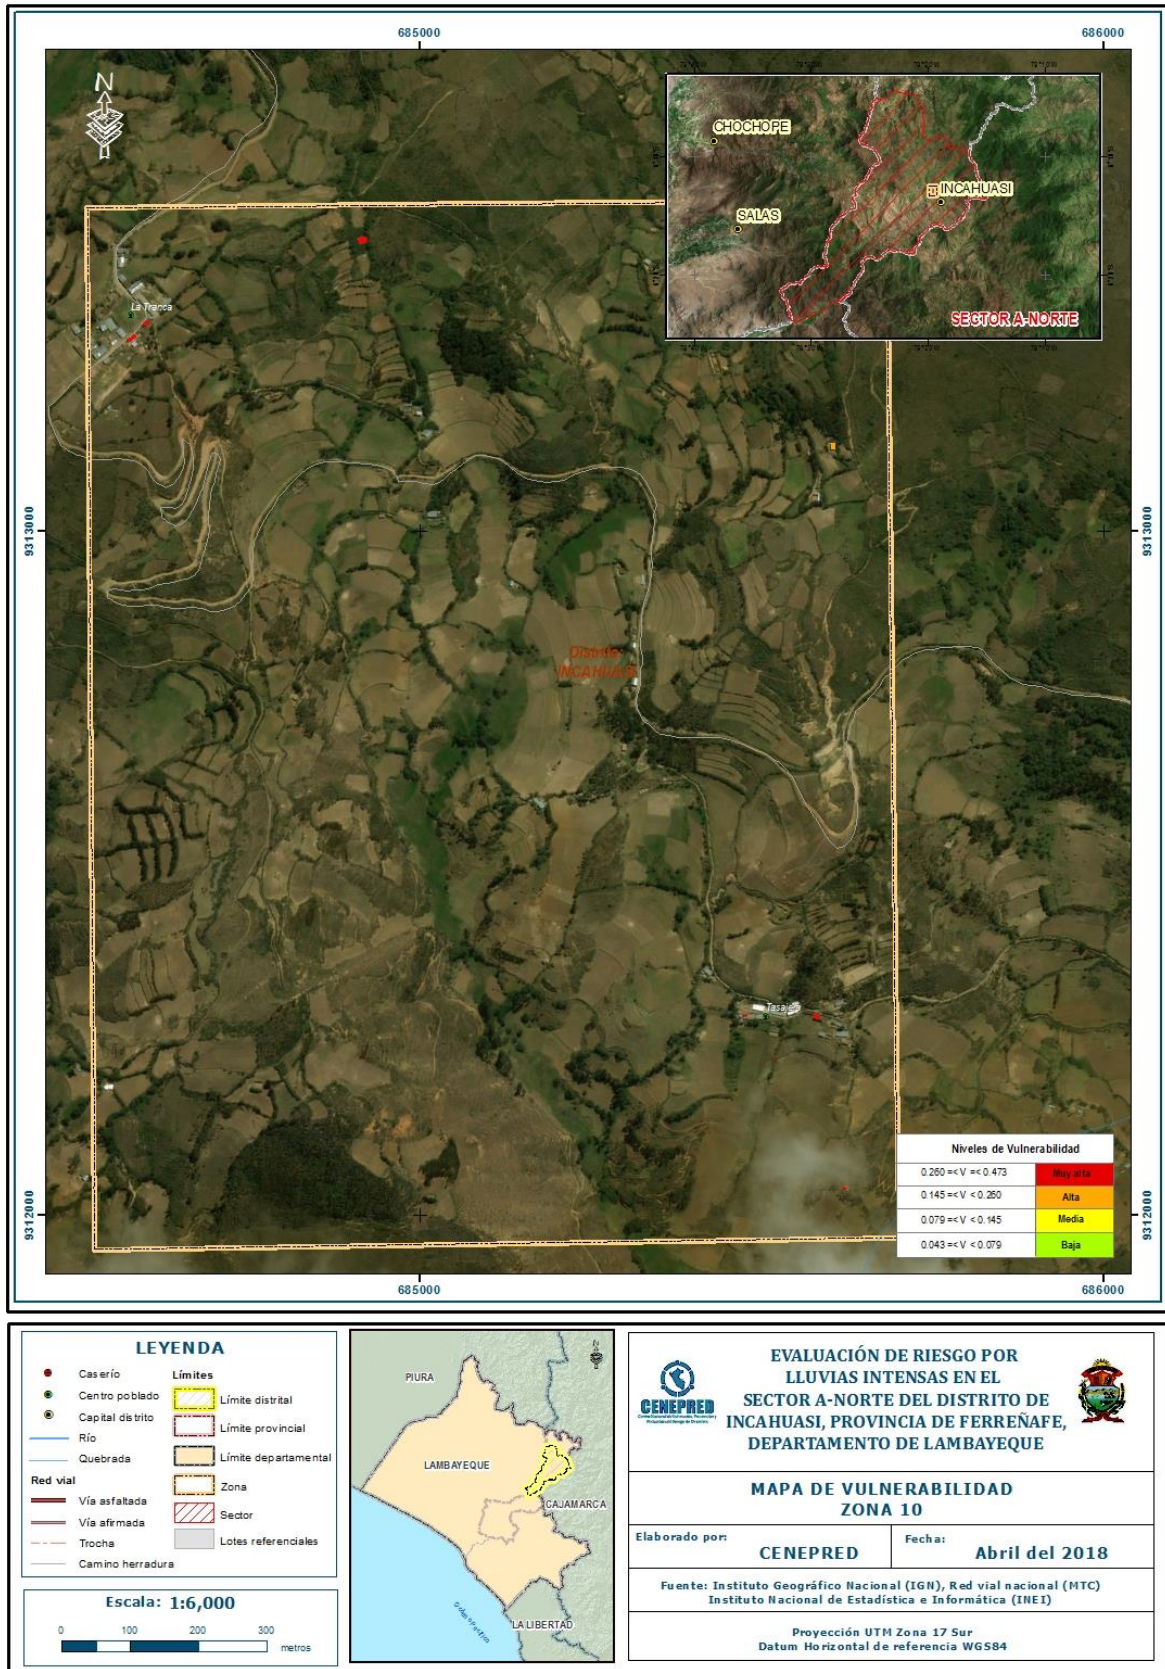 685000
686000
N
CHOCHOPE
INCAHUASI
SALAS
SECTOR A-NORTE
La Tranca
9313000
9313000
Distrito
INCAHUASI
Niveles de Vulnerabilidad
0.260 =< V =< 0.473 Muy alta
0.145 =< V < 0.260 Alta
0.079 =< V < 0.145 Media
0.043 =< V < 0.079 Baja
9312000
9312000
685000
686000
LEYENDA
Caserío
Centro poblado
Capital distrito
Río
Quebrada
Red vial
Vía asfaltada
Vía afirmada
Trocha
Camino herradura
Límites
Límite distrital
Límite provincial
Límite departamental
Zona
Sector
Lotes referenciales
Escala: 1:6,000
0 100 200 300
metros
PIURA
LAMBAYEQUE
CAJAMARCA
LA LIBERTAD
CENEPRED
EVALUACIÓN DE RIESGO POR
LLUVIAS INTENSAS EN EL
SECTOR A-NORTE DEL DISTRITO DE
INCAHUASI, PROVINCIA DE FERREÑAFE,
DEPARTAMENTO DE LAMBAYEQUE
MAPA DE VULNERABILIDAD
ZONA 10
Elaborado por:
CENEPRED
Fecha:
Abril del 2018
Fuente: Instituto Geográfico Nacional (IGN), Red vial nacional (MTC)
Instituto Nacional de Estadística e Informática (INEI)
Proyección UTM Zona 17 Sur
Datum Horizontal de referencia WGS84